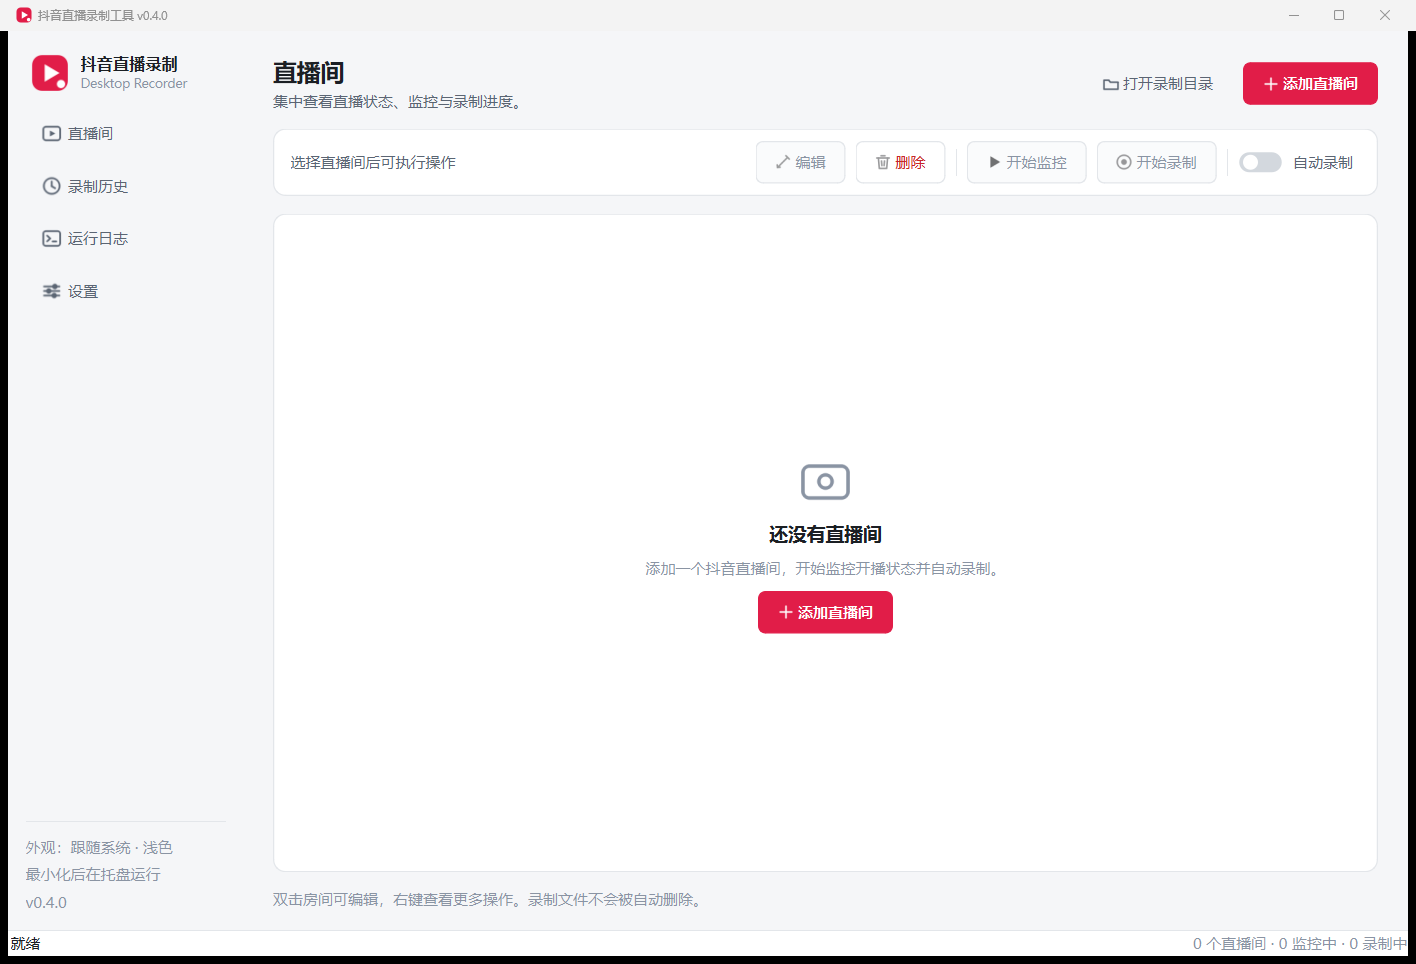 抖音直播录制工具 v0.4.0
抖音直播录制
Desktop Recorder
直播间
录制历史
运行日志
设置
外观：跟随系统 · 浅色
最小化后在托盘运行
v0.4.0
直播间
集中查看直播状态、监控与录制进度。
打开录制目录
添加直播间
选择直播间后可执行操作
编辑
删除
开始监控
开始录制
自动录制
还没有直播间
添加一个抖音直播间，开始监控开播状态并自动录制。
添加直播间
双击房间可编辑，右键查看更多操作。录制文件不会被自动删除。
就绪
0 个直播间 · 0 监控中 · 0 录制中